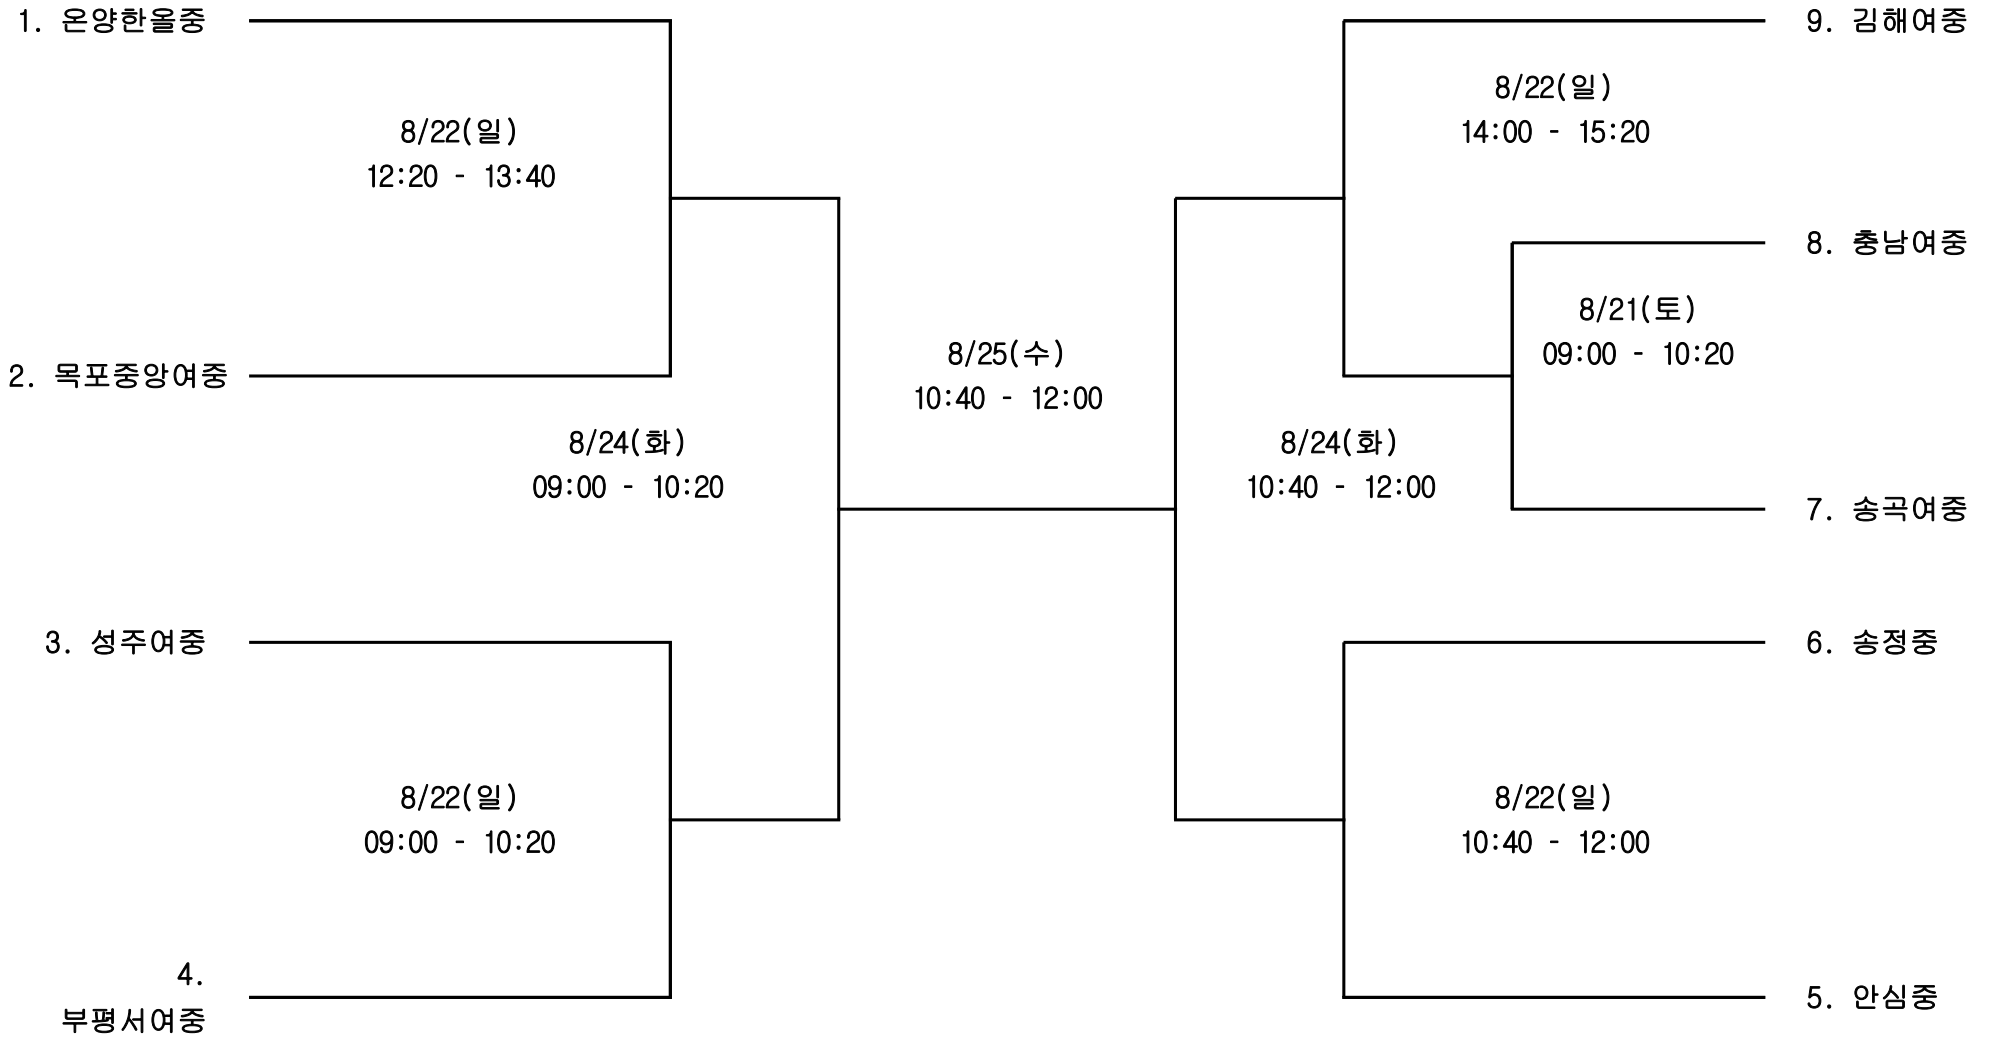 1. 온양한올중
9. 김해여중
8/22(일)
14:00 - 15:20
8/22(일)
12:20 - 13:40
8. 충남여중
8/21(토)
09:00 - 10:20
8/25(수)
10:40 - 12:00
2. 목포중앙여중
8/24(화)
09:00 - 10:20
8/24(화)
10:40 - 12:00
7. 송곡여중
3. 성주여중
6. 송정중
8/22(일)
09:00 - 10:20
8/22(일)
10:40 - 12:00
4.
부평서여중
5. 안심중